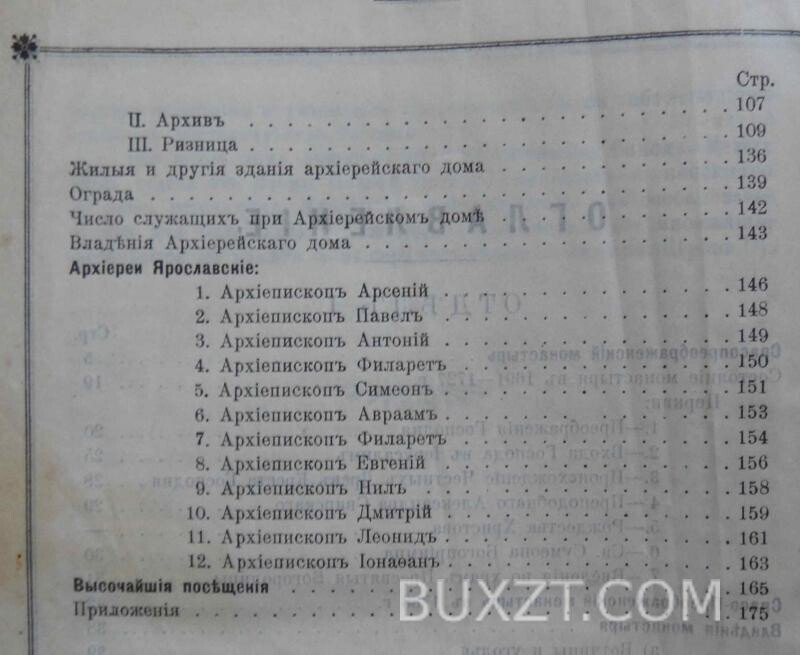 Стр.
II. Архивъ 107
III. Ризница 109
Жилыя и другія зданія архіерейскаго дома 136
Ограда 139
Число служащихъ при Архіерейскомъ домѣ 142
Владѣнія Архіерейскаго дома 143
Архіереи Ярославскіе:
1. Архіепископъ Арсеній 146
2. Архіепископъ Павелъ 148
3. Архіепископъ Антоній 149
4. Архіепископъ Филаретъ 150
5. Архіепископъ Симеонъ 151
6. Архіепископъ Авраамъ 153
7. Архіепископъ Филаретъ 154
8. Архіепископъ Евгеній 156
9. Архіепископъ Нилъ 158
10. Архіепископъ Дмитрій 159
11. Архіепископъ Леонидъ 161
12. Архіепископъ Іонаѳанъ 163
Высочайшія посѣщенія 165
Приложенія 175
BUXZT.COM